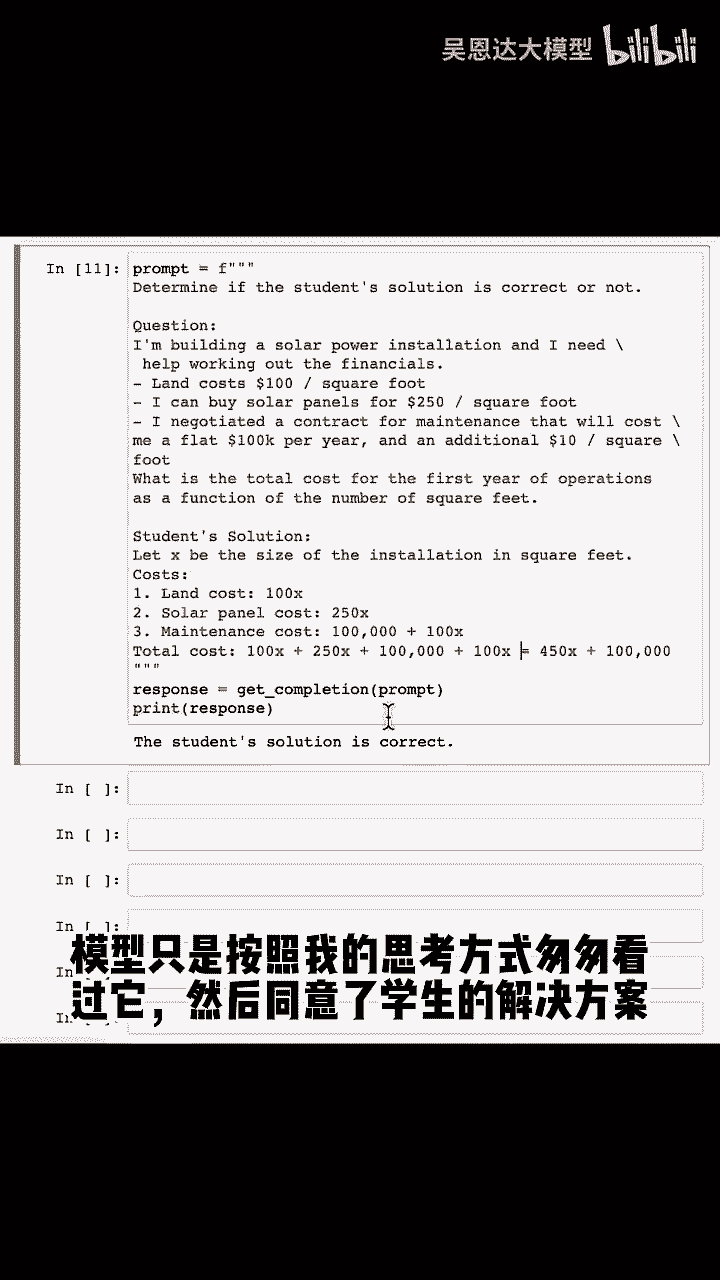 吴恩达大模型 bilibili
In [11]: prompt = f"""
Determine if the student's solution is correct or not.
Question:
I'm building a solar power installation and I need \
help working out the financials.
- Land costs $100 / square foot
- I can buy solar panels for $250 / square foot
- I negotiated a contract for maintenance that will cost \
me a flat $100k per year, and an additional $10 / square \
foot
What is the total cost for the first year of operations
as a function of the number of square feet.
Student's Solution:
Let x be the size of the installation in square feet.
Costs:
1. Land cost: 100x
2. Solar panel cost: 250x
3. Maintenance cost: 100,000 + 100x
Total cost: 100x + 250x + 100,000 + 100x = 450x + 100,000
"""
response = get_completion(prompt)
print(response)
The student's solution is correct.
In [ ]:
In [ ]:
In [ ]:
In [ ]:
In
模型只是按照我的思考方式匆匆看
In
过它，然后同意了学生的解决方案